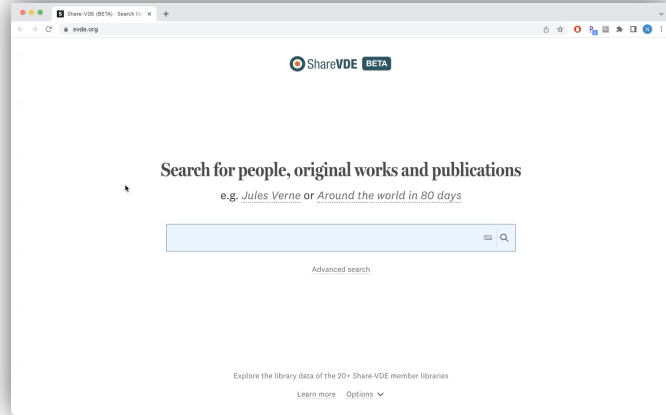 Share-VDE (BETA) - Search lib
svde.org
ShareVDE BETA
Search for people, original works and publications
e.g. Jules Verne or Around the world in 80 days
Advanced search
Explore the library data of the 20+ Share-VDE member libraries
Learn more Options